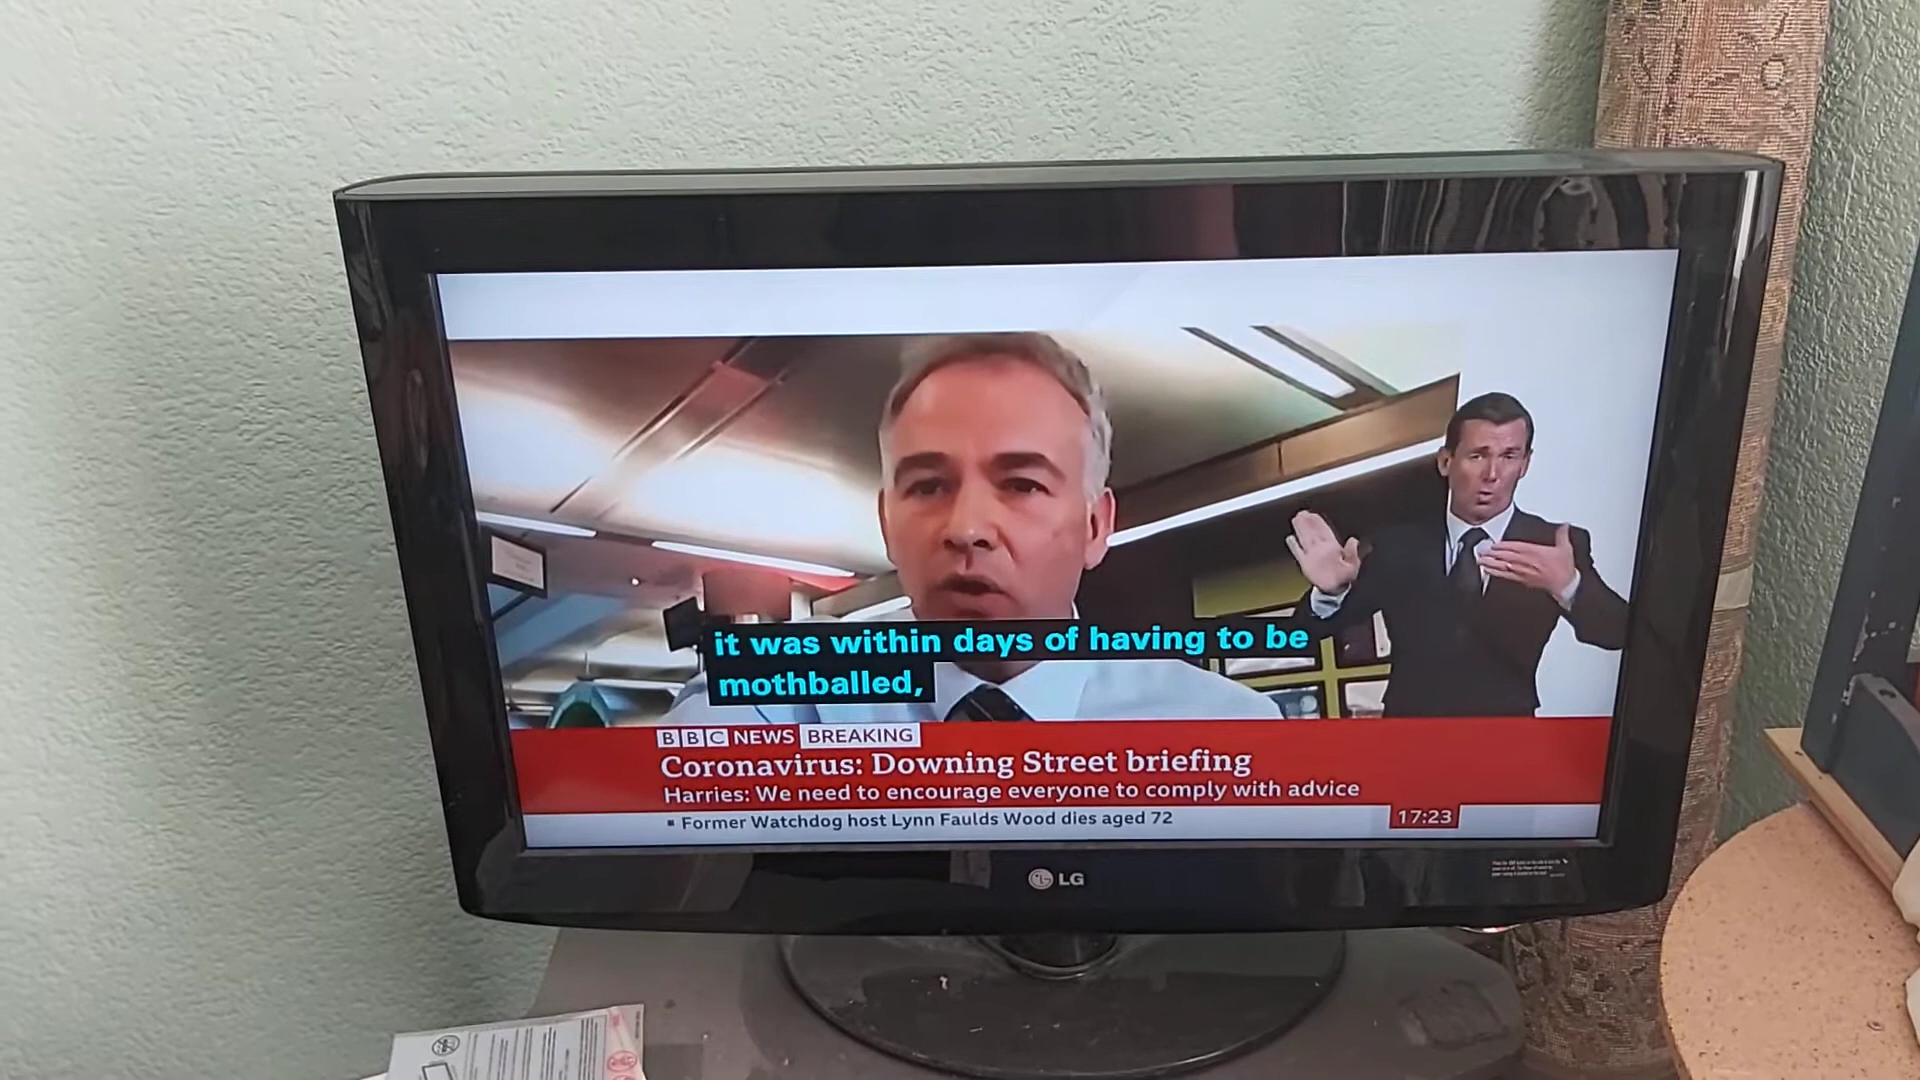 it was within days of having to be
mothballed,
BBC NEWS BREAKING
Coronavirus: Downing Street briefing
Harries: We need to encourage everyone to comply with advice
▪ Former Watchdog host Lynn Faulds Wood dies aged 72
17:23
LG